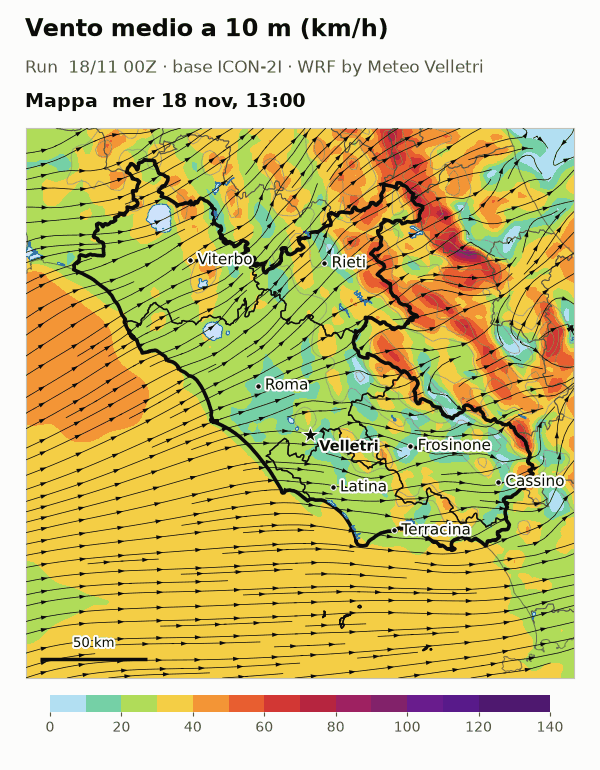 Vento medio a 10 m (km/h)
Run  18/11 00Z · base ICON-2I · WRF by Meteo Velletri
Mappa  mer 18 nov, 13:00
Viterbo
Rieti
Roma
Velletri
Frosinone
Cassino
Latina
Terracina
50 km
0 20 40 60 80 100 120 140